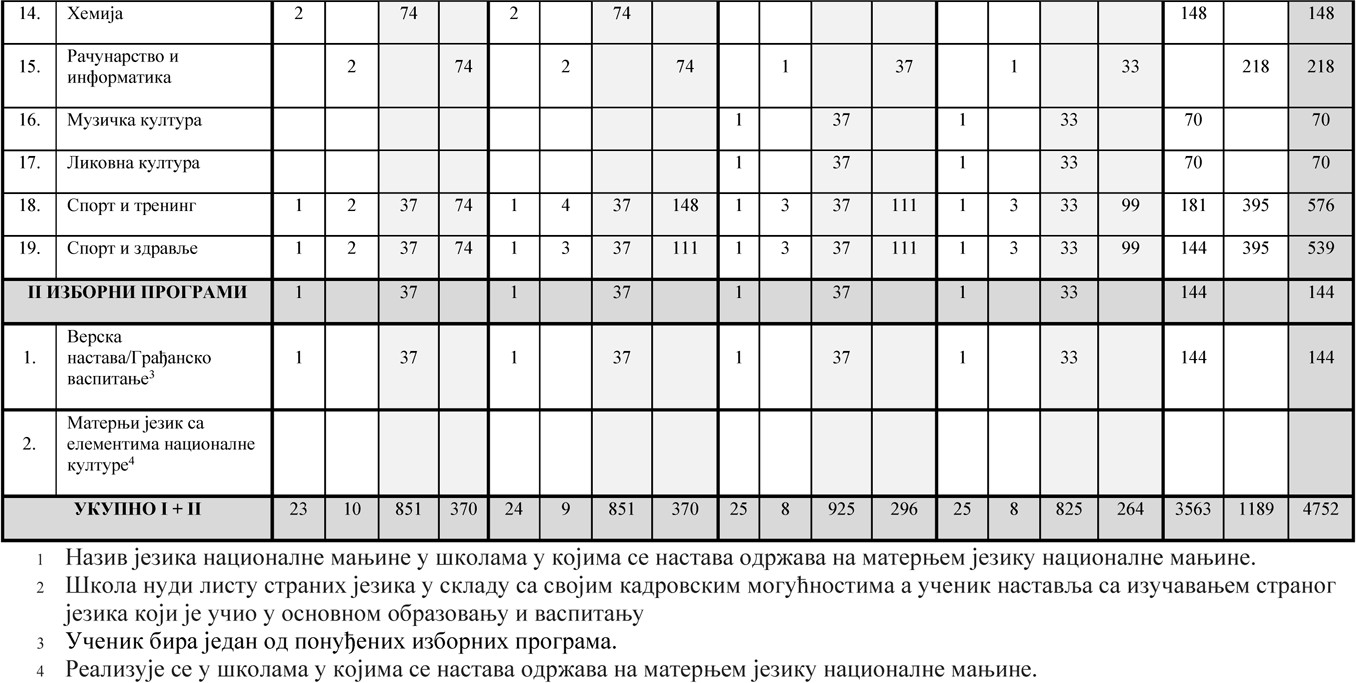 14. Хемија 2 74 2 74 148 148
15. Рачунарство и
информатика 2 74 2 74 1 37 1 33 218 218
16. Музичка култура 1 37 1 33 70 70
17. Ликовна култура 1 37 1 33 70 70
18. Спорт и тренинг 1 2 37 74 1 4 37 148 1 3 37 111 1 3 33 99 181 395 576
19. Спорт и здравље 1 2 37 74 1 3 37 111 1 3 37 111 1 3 33 99 144 395 539
II ИЗБОРНИ ПРОГРАМИ 1 37 1 37 1 37 1 33 144 144
1. Верска
настава/Грађанско
васпитање3 1 37 1 37 1 37 1 33 144 144
2. Матерњи језик са
елементима националне
културе4
УКУПНО I + II 23 10 851 370 24 9 851 370 25 8 925 296 25 8 825 264 3563 1189 4752
1 Назив језика националне мањине у школама у којима се настава одржава на матерњем језику националне мањине.
2 Школа нуди листу страних језика у складу са својим кадровским могућностима а ученик наставља са изучавањем страног
језика који је учио у основном образовању и васпитању
3 Ученик бира један од понуђених изборних програма.
4 Реализује се у школама у којима се настава одржава на матерњем језику националне мањине.